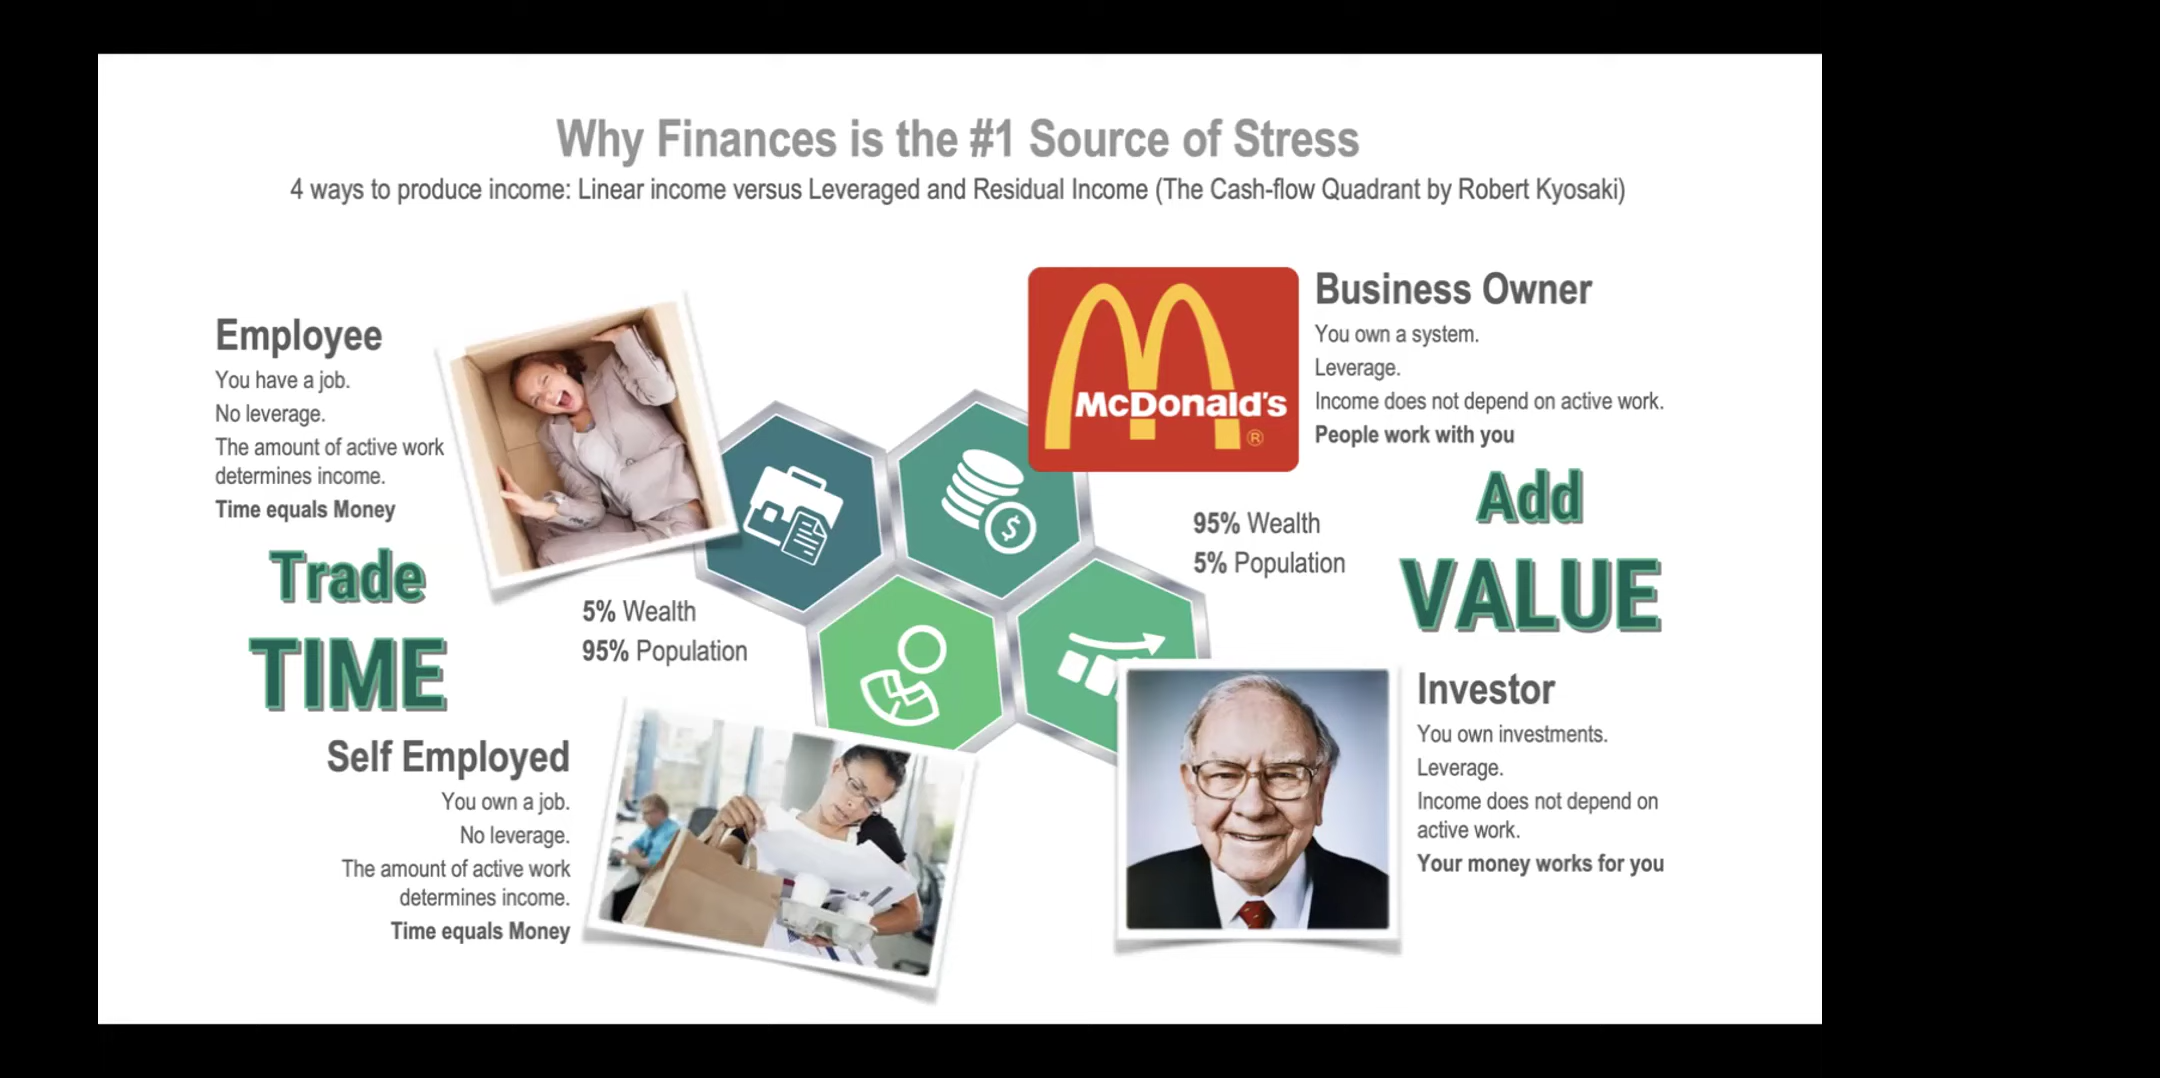 Why Finances is the #1 Source of Stress
4 ways to produce income: Linear income versus Leveraged and Residual Income (The Cash-flow Quadrant by Robert Kyosaki)
Employee
You have a job.
No leverage.
The amount of active work
determines income.
Time equals Money
Trade
TIME
5% Wealth
95% Population
Self Employed
You own a job.
No leverage.
The amount of active work
determines income.
Time equals Money
McDonald's
®
Business Owner
You own a system.
Leverage.
Income does not depend on active work.
People work with you
95% Wealth
5% Population
Add
VALUE
Investor
You own investments.
Leverage.
Income does not depend on
active work.
Your money works for you